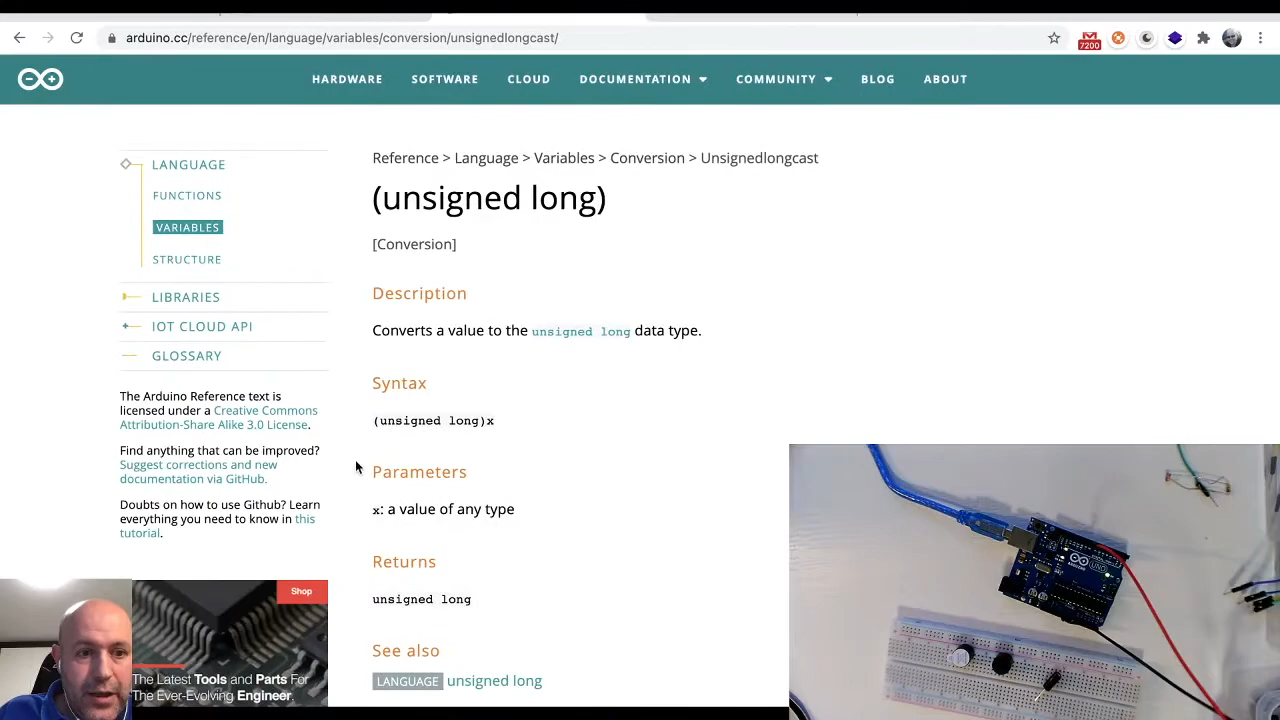 arduino.cc/reference/en/language/variables/conversion/unsignedlongcast/
7200
HARDWARE SOFTWARE CLOUD DOCUMENTATION COMMUNITY BLOG ABOUT
LANGUAGE
FUNCTIONS
VARIABLES
STRUCTURE
LIBRARIES
IOT CLOUD API
GLOSSARY
The Arduino Reference text is
licensed under a Creative Commons
Attribution-Share Alike 3.0 License.
Find anything that can be improved?
Suggest corrections and new
documentation via GitHub.
Doubts on how to use Github? Learn
everything you need to know in this
tutorial.
Shop
The Latest Tools and Parts For
The Ever-Evolving Engineer.
Reference > Language > Variables > Conversion > Unsignedlongcast
(unsigned long)
[Conversion]
Description
Converts a value to the unsigned long data type.
Syntax
(unsigned long)x
Parameters
x: a value of any type
Returns
unsigned long
See also
LANGUAGE unsigned long
UNO